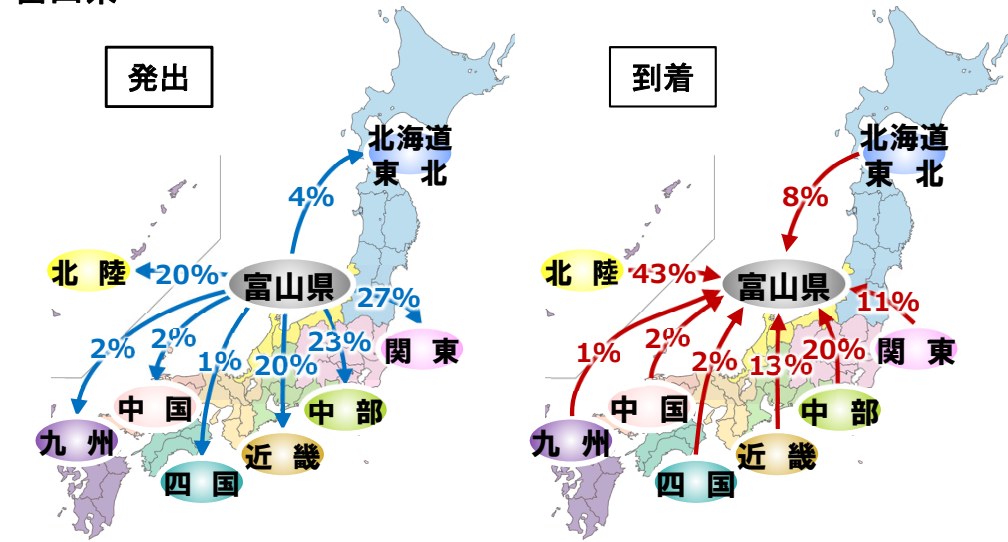 発出
到着
北海道
東 北
4%
北 陸
20%
富山県
27%
2%
2%
1%
20%
23%
関 東
中 国
中 部
九 州
近 畿
四 国
北海道
東 北
8%
北 陸
43%
富山県
11%
1%
2%
2%
13%
20%
関 東
中 国
中 部
九 州
近 畿
四 国